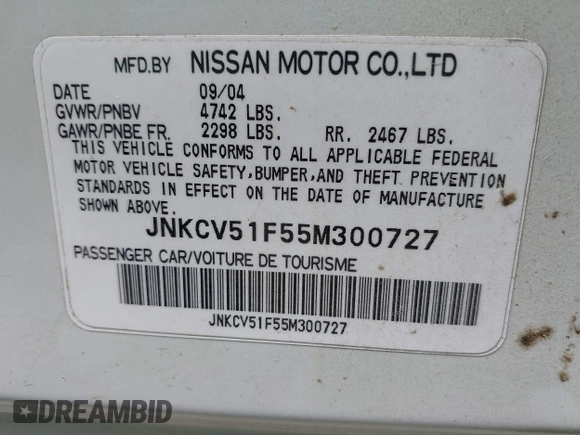 MFD.BY NISSAN MOTOR CO.,LTD
DATE 09/04
GVWR/PNBV 4742 LBS.
GAWR/PNBE FR. 2298 LBS. RR. 2467 LBS.
THIS VEHICLE CONFORMS TO ALL APPLICABLE FEDERAL
MOTOR VEHICLE SAFETY,BUMPER,AND THEFT PREVENTION
STANDARDS IN EFFECT ON THE DATE OF MANUFACTURE
SHOWN ABOVE.
JNKCV51F55M300727
PASSENGER CAR/VOITURE DE TOURISME
JNKCV51F55M300727
DREAMBID